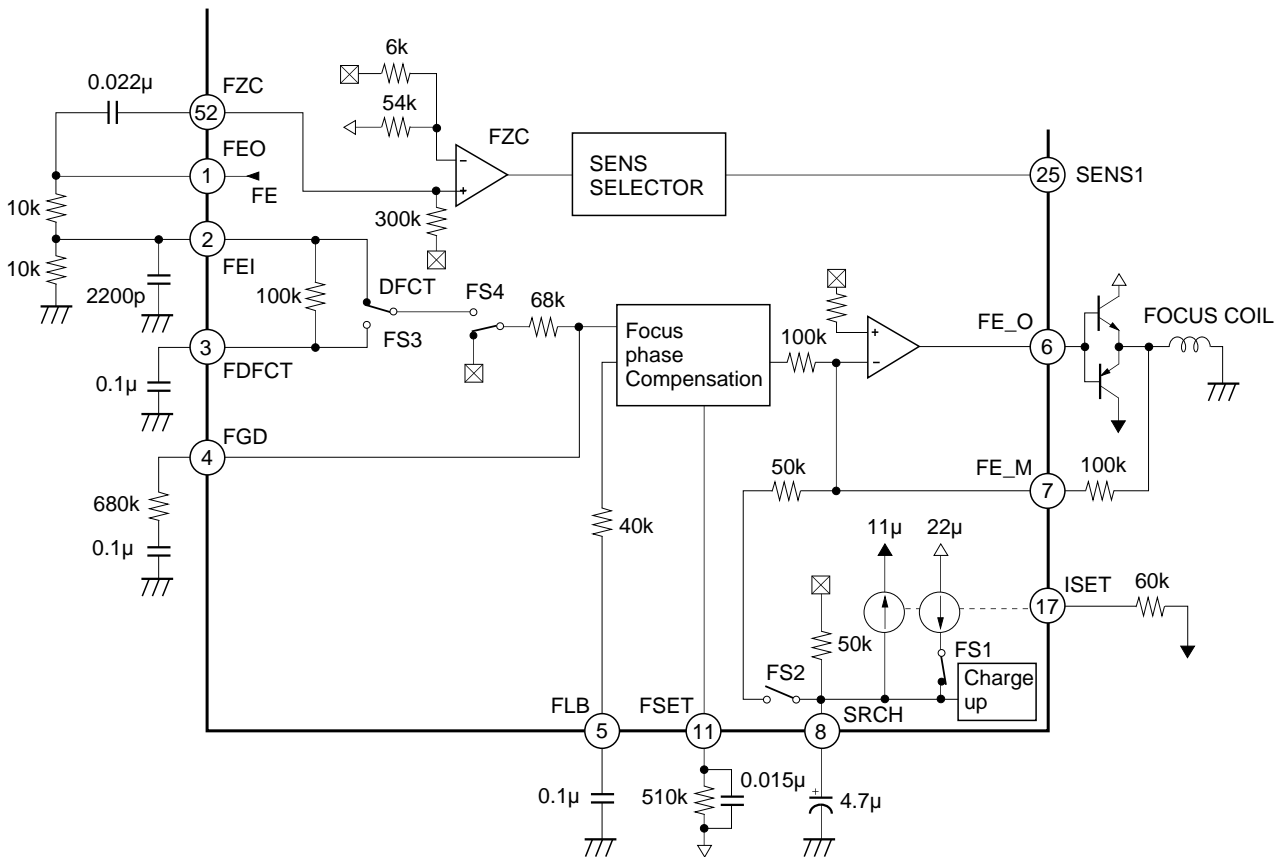 6k
0.022µ
FZC
52
54k
FZC
FEO
1
FE
SENS
SELECTOR
25
SENS1
10k
300k
2
FEI
10k
2200p
100k
DFCT
FS4
68k
FS3
3
FDFCT
0.1µ
Focus
phase
Compensation
100k
+
−
FE_O
6
FOCUS COIL
FGD
4
680k
0.1µ
50k
FE_M
7
100k
40k
11µ
22µ
ISET
17
60k
50k
FS1
FS2
Charge
up
FLB
5
FSET
11
SRCH
8
0.1µ
510k
0.015µ
+
4.7µ
−
+